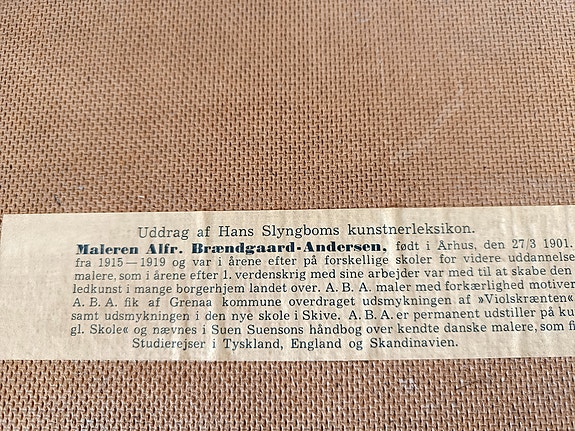 Uddrag af Hans Slyngboms kunstnerleksikon.
Maleren Alfr. Brændgaard-Andersen, født i Arhus, den 27/3 1901.
fra 1915—1919 og var i årene efter på forskellige skoler for videre uddannelse
malere, som i årene efter 1. verdenskrig med sine arbejder var med til at skabe den
ledkunst i mange borgerhjem landet over. A. B. A. maler med forkærlighed motiver
A. B. A. fik af Grenaa kommune overdraget udsmykningen af »Violskrænten«
samt udsmykningen i den nye skole i Skive. A. B. A. er permanent udstiller på ku
gl. Skole« og nævnes i Suen Suensons håndbog over kendte danske malere, som fi
Studierejser i Tyskland, England og Skandinavien.